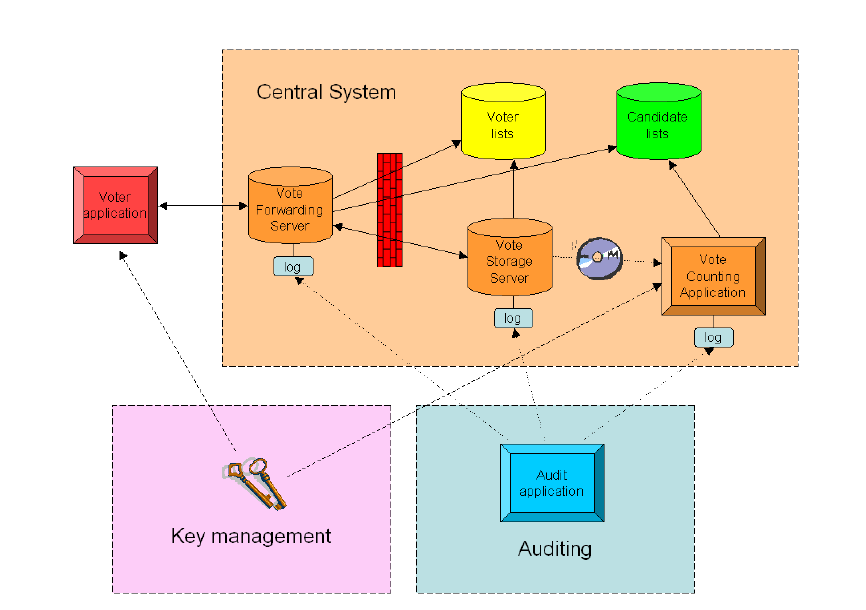 Central System
Voter
lists
Candidate
lists
Voter
application
Vote
Forwarding
Server
log
Vote
Storage
Server
log
Vote
Counting
Application
log
Key management
Audit
application
Auditing